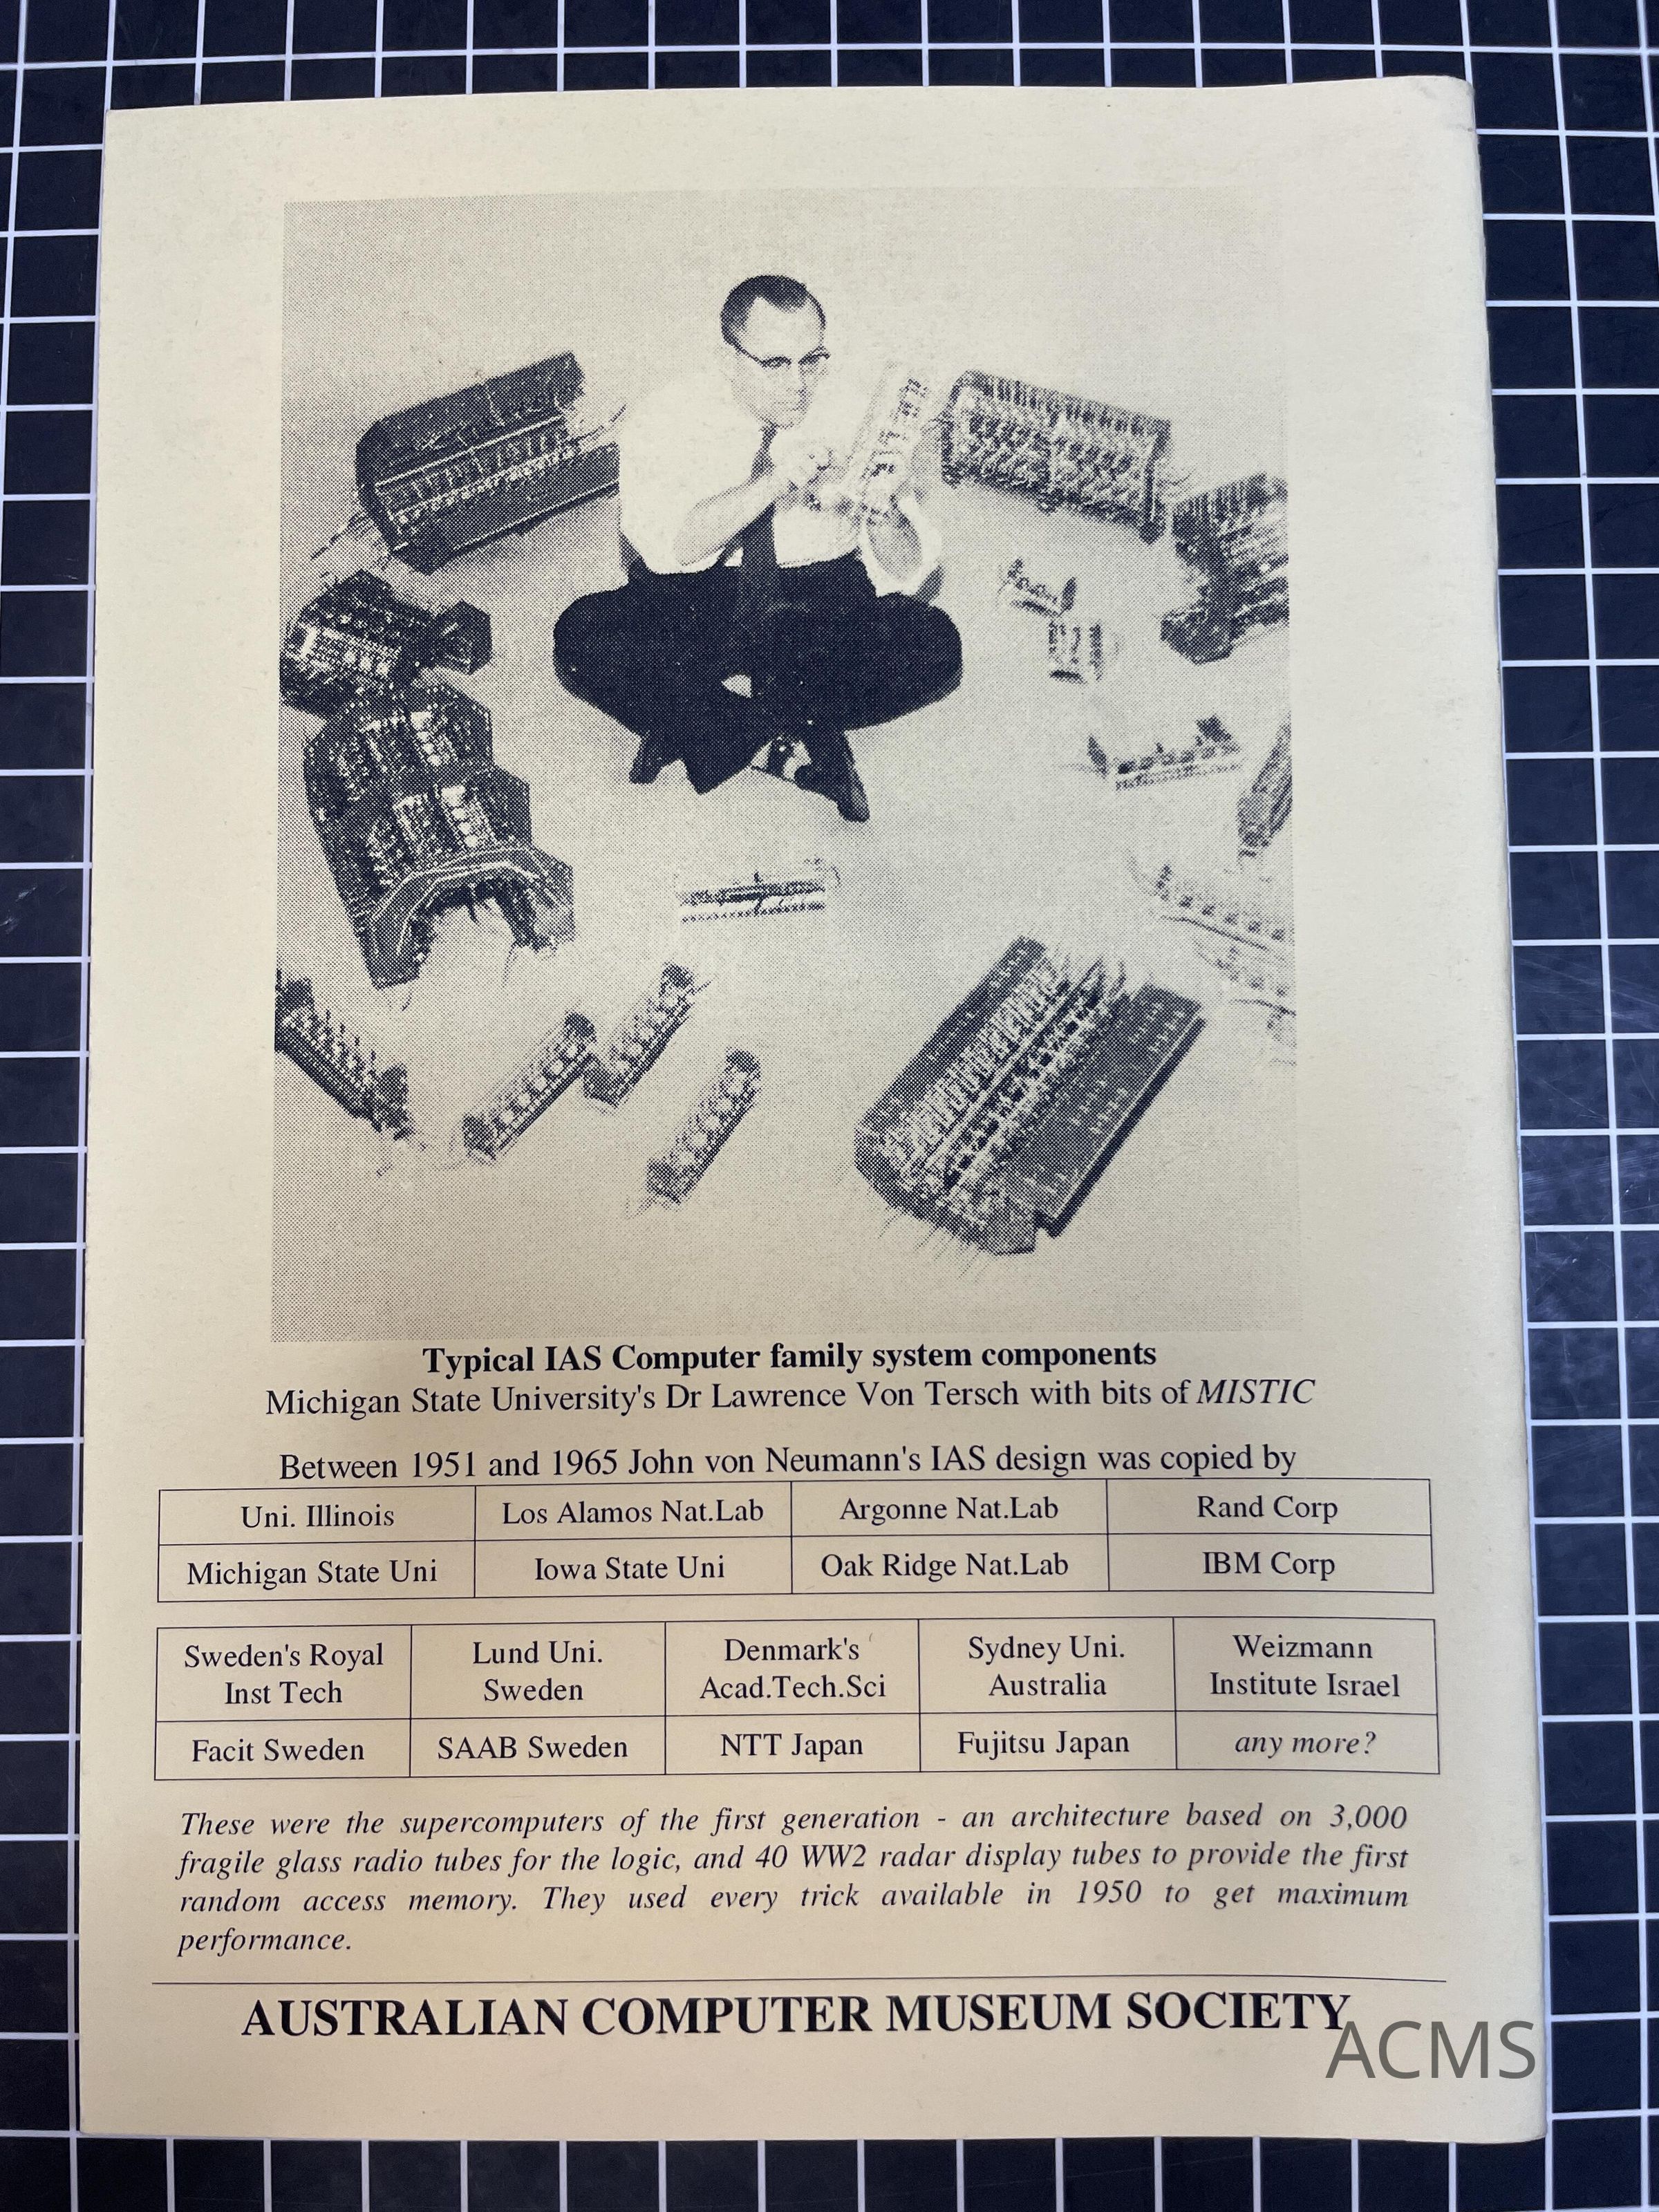 Typical IAS Computer family system components
Michigan State University's Dr Lawrence Von Tersch with bits of MISTIC
Between 1951 and 1965 John von Neumann's IAS design was copied by
Uni. Illinois Los Alamos Nat.Lab Argonne Nat.Lab Rand Corp
Michigan State Uni Iowa State Uni Oak Ridge Nat.Lab IBM Corp
Sweden's Royal Lund Uni. Denmark's Sydney Uni. Weizmann
Inst Tech Sweden Acad.Tech.Sci Australia Institute Israel
Facit Sweden SAAB Sweden NTT Japan Fujitsu Japan any more?
These were the supercomputers of the first generation - an architecture based on 3,000
fragile glass radio tubes for the logic, and 40 WW2 radar display tubes to provide the first
random access memory. They used every trick available in 1950 to get maximum
performance.
AUSTRALIAN COMPUTER MUSEUM SOCIETY
ACMS